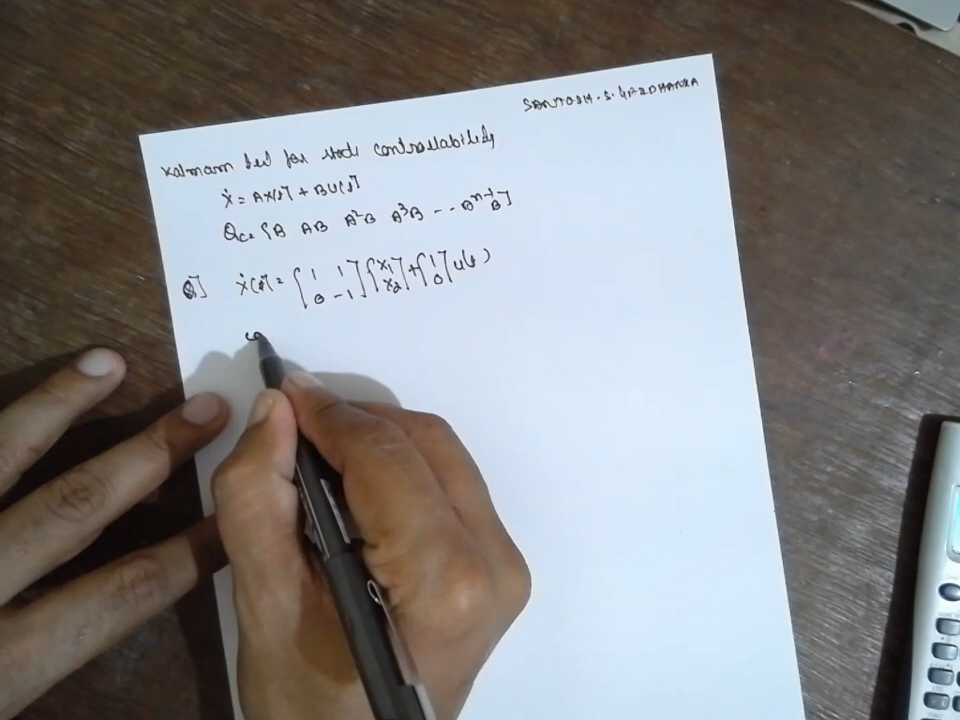 SANTOSH.S.
Kalmann test for state controllability
Ẋ = AX(t) + BU(t)
Qc = [B AB A²B A³B -- Aⁿ⁻¹B]
Q] Ẋ(t) = [1 1 0 -1] [x₁ x₂] + [1 0] u(t)